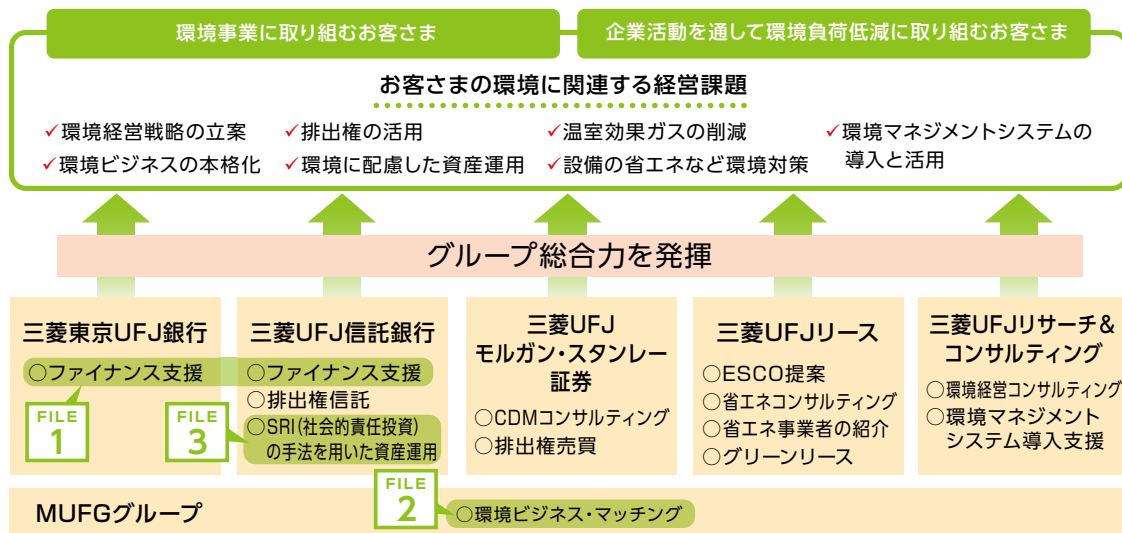 環境事業に取り組むお客さま
企業活動を通して環境負荷低減に取り組むお客さま
お客さまの環境に関連する経営課題
✓環境経営戦略の立案
✓環境ビジネスの本格化
✓排出権の活用
✓環境に配慮した資産運用
✓温室効果ガスの削減
✓設備の省エネなど環境対策
✓環境マネジメントシステムの
導入と活用
グループ総合力を発揮
三菱東京UFJ銀行
○ファイナンス支援
FILE
1
三菱UFJ信託銀行
○ファイナンス支援
○排出権信託
○SRI(社会的責任投資)
の手法を用いた資産運用
FILE
3
三菱UFJ
モルガン・スタンレー
証券
○CDMコンサルティング
○排出権売買
三菱UFJリース
○ESCO提案
○省エネコンサルティング
○省エネ事業者の紹介
○グリーンリース
三菱UFJリサーチ&
コンサルティング
○環境経営コンサルティング
○環境マネジメント
システム導入支援
MUFGグループ
FILE
2
○環境ビジネス・マッチング